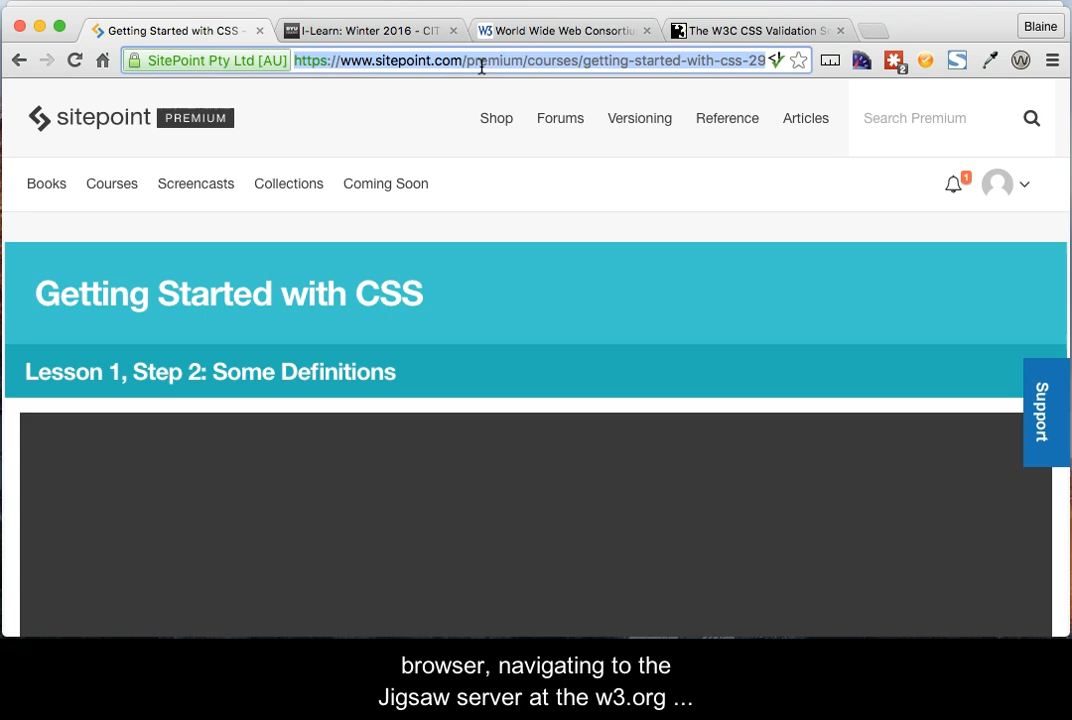 Getting Started with CSS -
I-Learn: Winter 2016 - CIT
World Wide Web Consortiu
The W3C CSS Validation S
Blaine
SitePoint Pty Ltd [AU]
https://www.sitepoint.com/premium/courses/getting-started-with-css-29
2
sitepoint PREMIUM
Shop
Forums
Versioning
Reference
Articles
Search Premium
Books
Courses
Screencasts
Collections
Coming Soon
1
Getting Started with CSS
Lesson 1, Step 2: Some Definitions
Support
browser, navigating to the
Jigsaw server at the w3.org ...